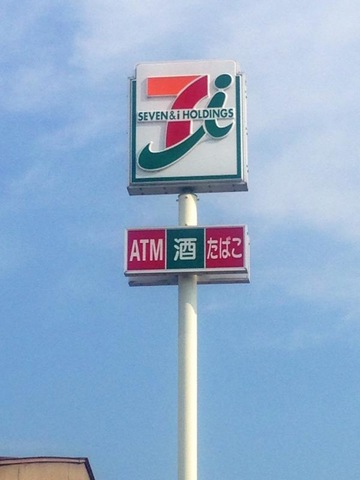 7i
SEVEN & i HOLDINGS
ATM 酒 たばこ